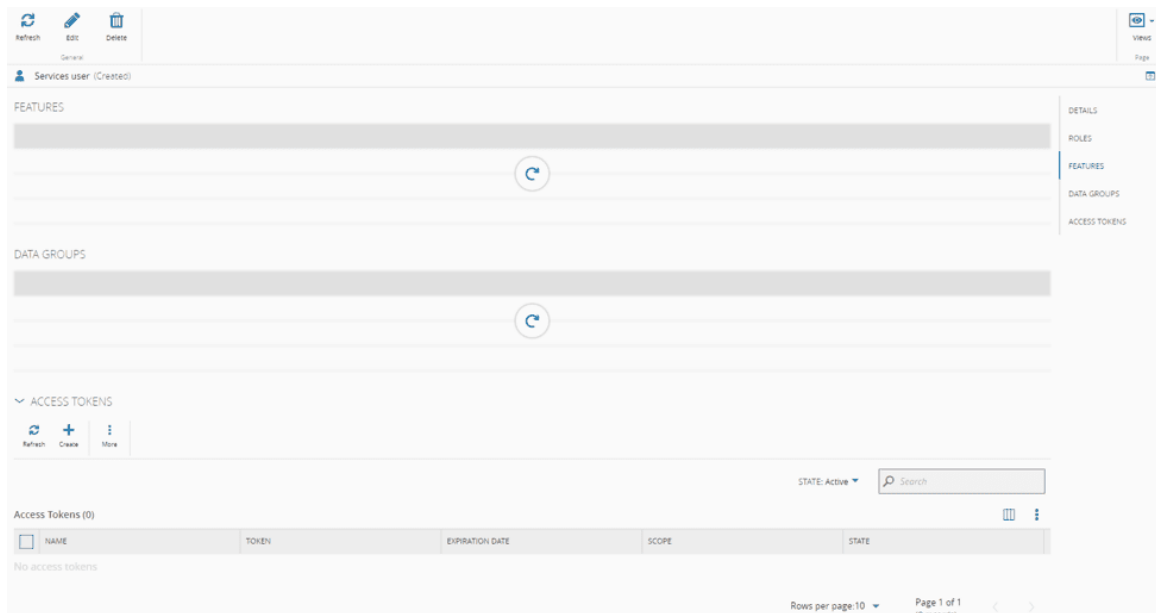 Refresh Edit Delete Views
General Page
Services user (Created)
FEATURES
DETAILS
ROLES
FEATURES
DATA GROUPS
ACCESS TOKENS
DATA GROUPS
ACCESS TOKENS
Refresh Create More
STATE: Active Search
Access Tokens (0)
NAME TOKEN EXPIRATION DATE SCOPE STATE
No access tokens
Rows per page:10 Page 1 of 1